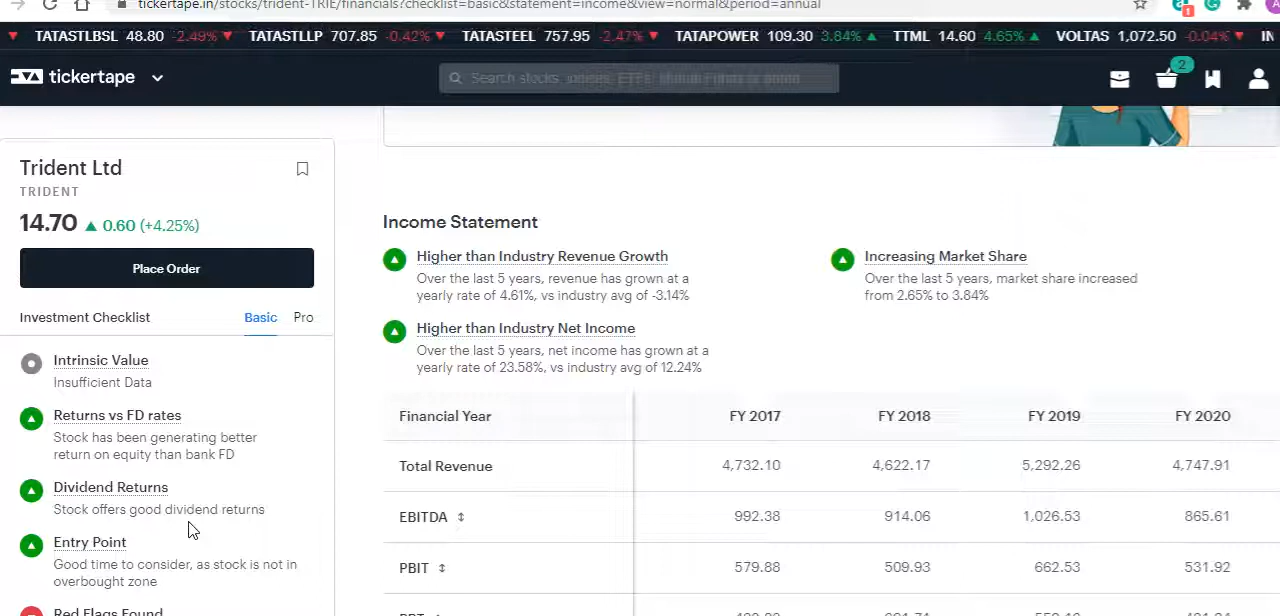 tickertape.in/stocks/trident-TRIE/financials?checklist=basic&statement=income&view=normal&period=annual
TATASTLBSL 48.80 -2.49% ▼ TATASTLLP 707.85 -0.42% ▼ TATASTEEL 757.95 -2.47% ▼ TATAPOWER 109.30 3.84% ▲ TTML 14.60 4.65% ▲ VOLTAS 1,072.50 -0.04% ▼ IN
tickertape
Search stocks, indices, ETFs, Mutual Funds or
2
Trident Ltd
TRIDENT
14.70 ▲ 0.60 (+4.25%)
Place Order
Investment Checklist Basic Pro
Intrinsic Value
Insufficient Data
Returns vs FD rates
Stock has been generating better
return on equity than bank FD
Dividend Returns
Stock offers good dividend returns
Entry Point
Good time to consider, as stock is not in
overbought zone
Red Flags Found
Income Statement
Higher than Industry Revenue Growth
Over the last 5 years, revenue has grown at a
yearly rate of 4.61%, vs industry avg of -3.14%
Increasing Market Share
Over the last 5 years, market share increased
from 2.65% to 3.84%
Higher than Industry Net Income
Over the last 5 years, net income has grown at a
yearly rate of 23.58%, vs industry avg of 12.24%
Financial Year FY 2017 FY 2018 FY 2019 FY 2020
Total Revenue 4,732.10 4,622.17 5,292.26 4,747.91
EBITDA 992.38 914.06 1,026.53 865.61
PBIT 579.88 509.93 662.53 531.92